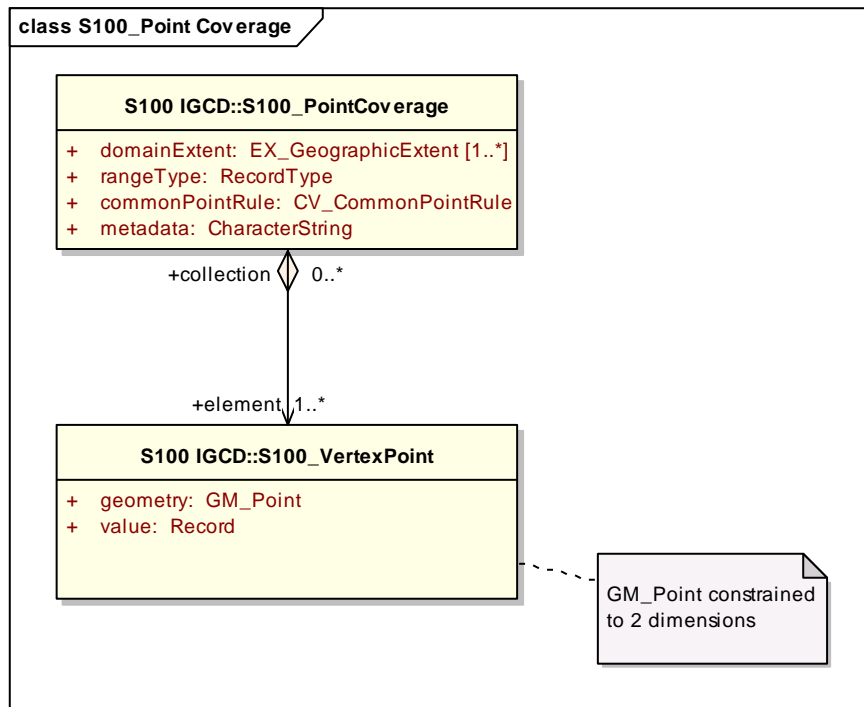 class S100_Point Coverage
S100 IGCD::S100_PointCoverage
+ domainExtent: EX_GeographicExtent [1..*]
+ rangeType: RecordType
+ commonPointRule: CV_CommonPointRule
+ metadata: CharacterString
+collection 0..*
+element 1..*
S100 IGCD::S100_VertexPoint
+ geometry: GM_Point
+ value: Record
GM_Point constrained
to 2 dimensions